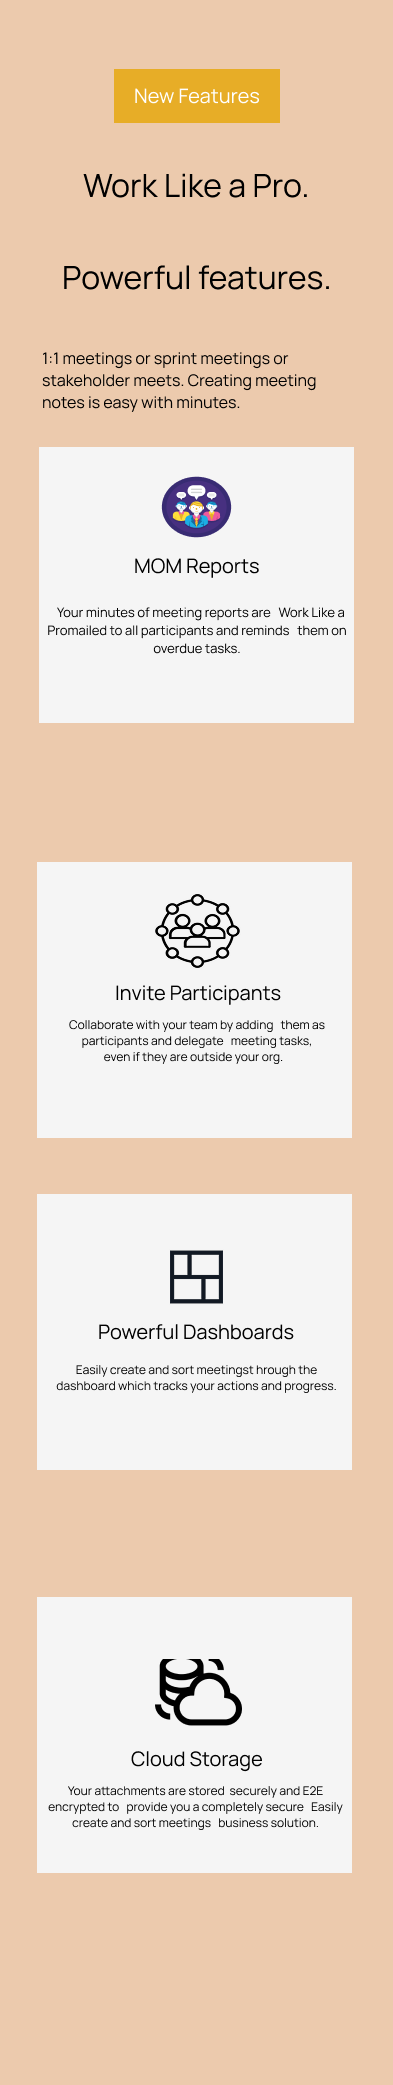 New Features
Work Like a Pro.
Powerful features.
1:1 meetings or sprint meetings or
stakeholder meets. Creating meeting
notes is easy with minutes.
MOM Reports
Your minutes of meeting reports are Work Like a
Promailed to all participants and reminds them on
overdue tasks.
Invite Participants
Collaborate with your team by adding them as
participants and delegate meeting tasks,
even if they are outside your org.
Powerful Dashboards
Easily create and sort meetingst hrough the
dashboard which tracks your actions and progress.
Cloud Storage
Your attachments are stored securely and E2E
encrypted to provide you a completely secure Easily
create and sort meetings business solution.